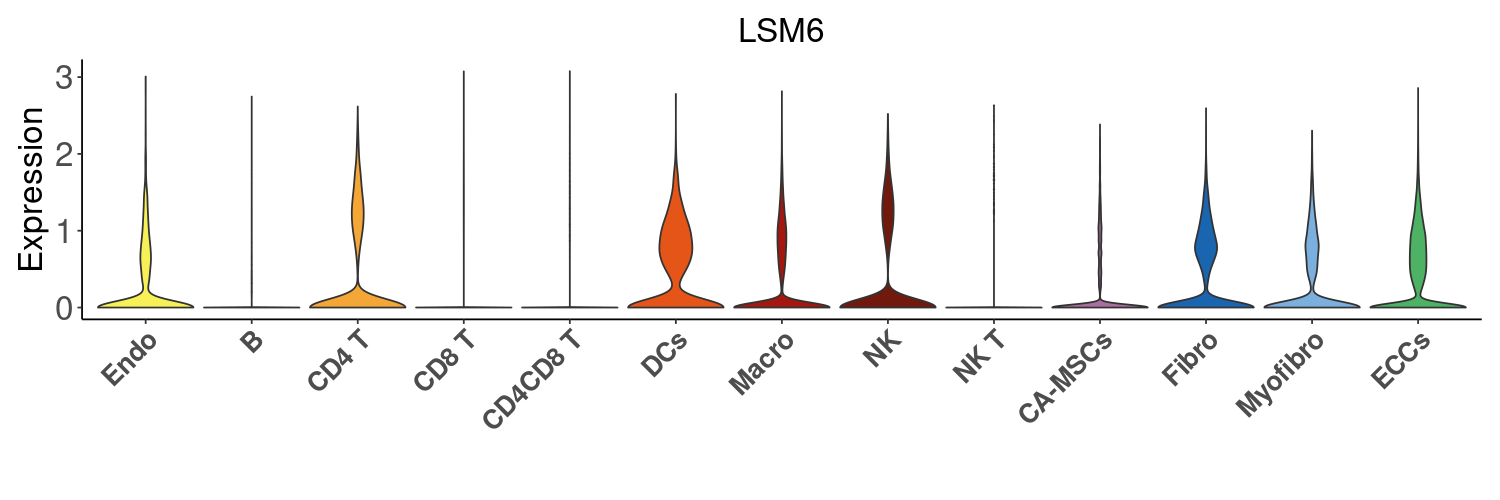 LSM6
Expression
3
2
1
0
Endo
B
CD4 T
CD8 T
CD4CD8 T
DCs
Macro
NK
NK T
CA-MSCs
Fibro
Myofibro
ECCs